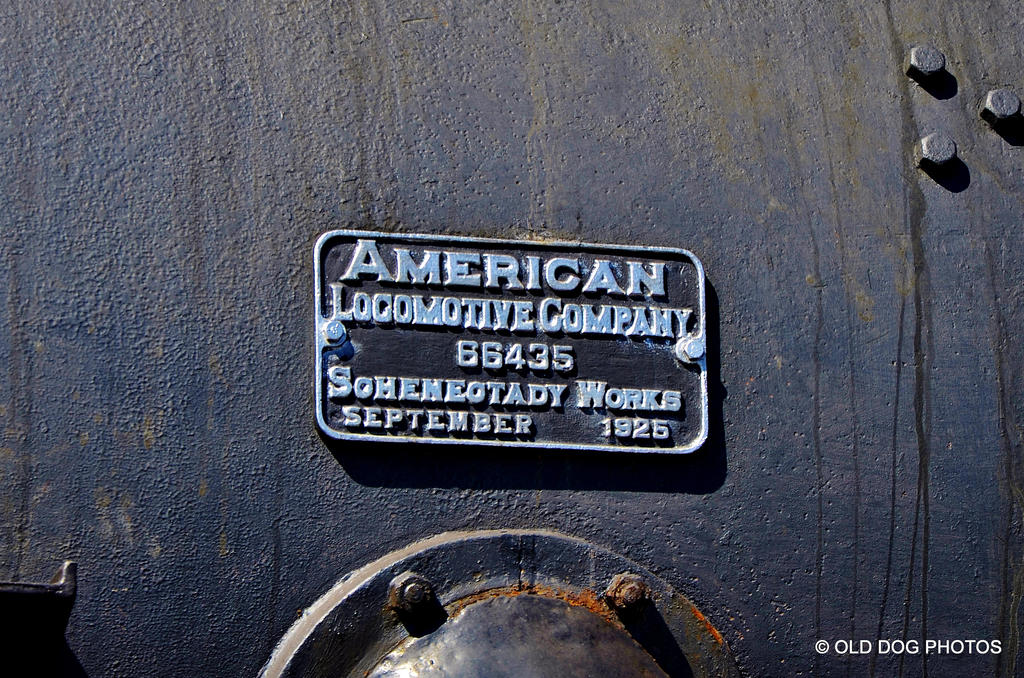 AMERICAN
LOCOMOTIVE COMPANY
66435
SCHENECTADY WORKS
SEPTEMBER 1925
© OLD DOG PHOTOS